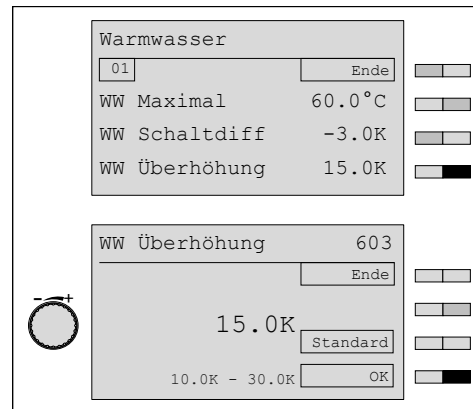 Warmwasser
01 Ende
WW Maximal 60.0°C
WW Schaltdiff -3.0K
WW Überhöhung 15.0K
WW Überhöhung 603
Ende
- +
15.0K
Standard
10.0K - 30.0K OK